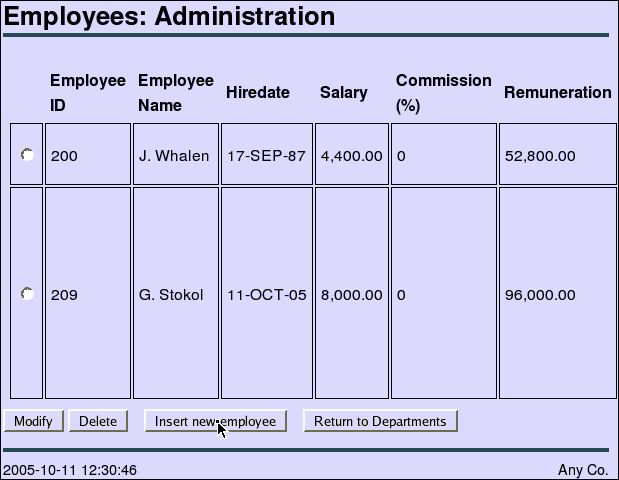 Employees: Administration
Employee ID Employee Name Hiredate Salary Commission (%) Remuneration
200 J. Whalen 17-SEP-87 4,400.00 0 52,800.00
209 G. Stokol 11-OCT-05 8,000.00 0 96,000.00
Modify Delete Insert new employee Return to Departments
2005-10-11 12:30:46 Any Co.